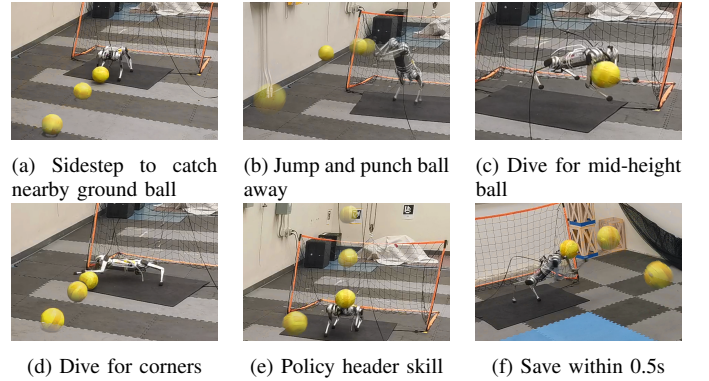 (a) Sidestep to catch
nearby ground ball
(b) Jump and punch ball
away
(c) Dive for mid-height
ball
(d) Dive for corners
(e) Policy header skill
(f) Save within 0.5s